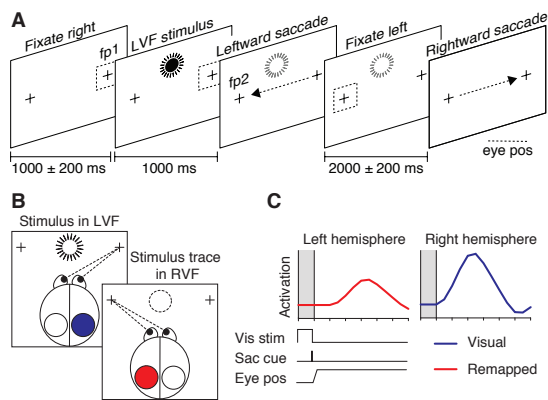 A
Fixate right
fp1
LVF stimulus
Leftward saccade
fp2
Fixate left
Rightward saccade
1000 ± 200 ms
1000 ms
2000 ± 200 ms
eye pos
B
Stimulus in LVF
Stimulus trace
in RVF
C
Left hemisphere
Right hemisphere
Activation
Vis stim
Sac cue
Eye pos
Visual
Remapped